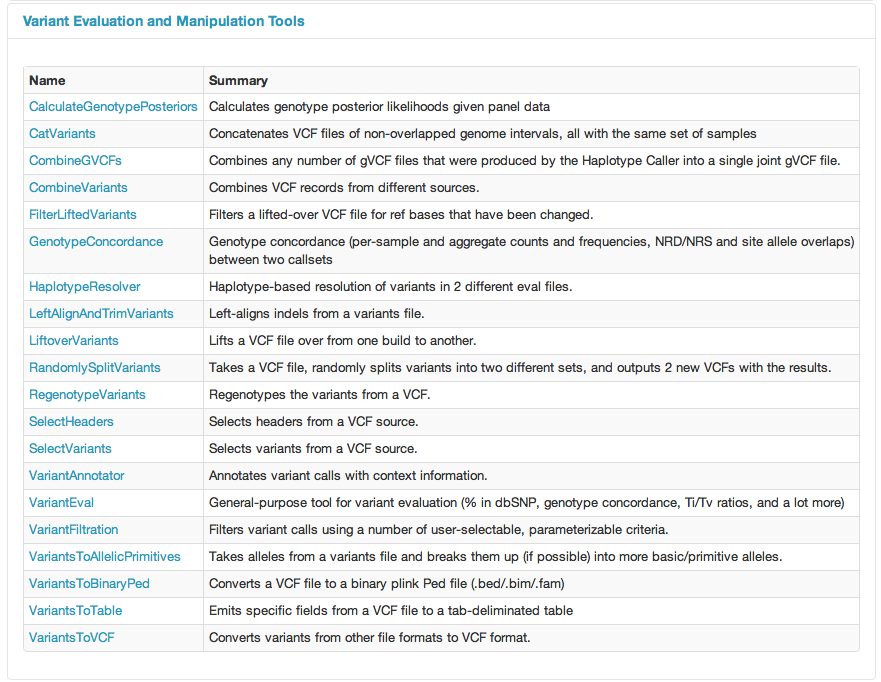 Variant Evaluation and Manipulation Tools
Name Summary
CalculateGenotypePosteriors Calculates genotype posterior likelihoods given panel data
CatVariants Concatenates VCF files of non-overlapped genome intervals, all with the same set of samples
CombineGVCFs Combines any number of gVCF files that were produced by the Haplotype Caller into a single joint gVCF file.
CombineVariants Combines VCF records from different sources.
FilterLiftedVariants Filters a lifted-over VCF file for ref bases that have been changed.
GenotypeConcordance Genotype concordance (per-sample and aggregate counts and frequencies, NRD/NRS and site allele overlaps)
between two callsets
HaplotypeResolver Haplotype-based resolution of variants in 2 different eval files.
LeftAlignAndTrimVariants Left-aligns indels from a variants file.
LiftoverVariants Lifts a VCF file over from one build to another.
RandomlySplitVariants Takes a VCF file, randomly splits variants into two different sets, and outputs 2 new VCFs with the results.
RegenotypeVariants Regenotypes the variants from a VCF.
SelectHeaders Selects headers from a VCF source.
SelectVariants Selects variants from a VCF source.
VariantAnnotator Annotates variant calls with context information.
VariantEval General-purpose tool for variant evaluation (% in dbSNP, genotype concordance, Ti/Tv ratios, and a lot more)
VariantFiltration Filters variant calls using a number of user-selectable, parameterizable criteria.
VariantsToAllelicPrimitives Takes alleles from a variants file and breaks them up (if possible) into more basic/primitive alleles.
VariantsToBinaryPed Converts a VCF file to a binary plink Ped file (.bed/.bim/.fam)
VariantsToTable Emits specific fields from a VCF file to a tab-deliminated table
VariantsToVCF Converts variants from other file formats to VCF format.